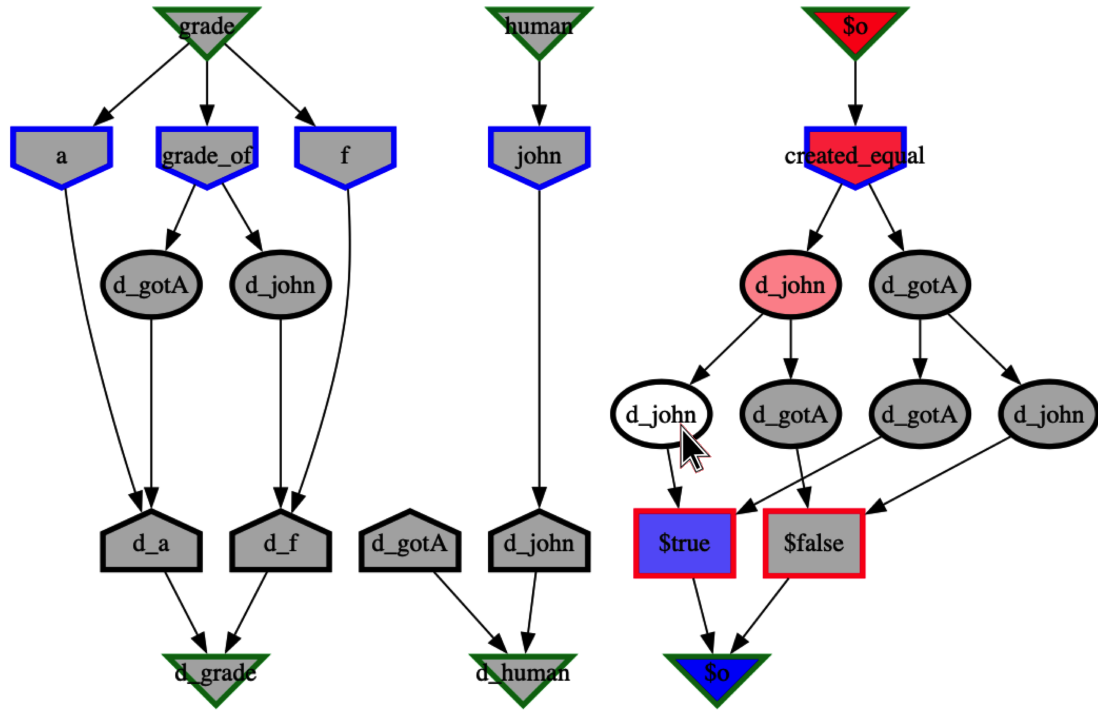 grade
human
$o
a
grade_of
f
john
created_equal
d_gotA
d_john
d_john
d_gotA
d_john
d_gotA
d_gotA
d_john
d_a
d_f
d_gotA
d_john
$true
$false
d_grade
d_human
$o